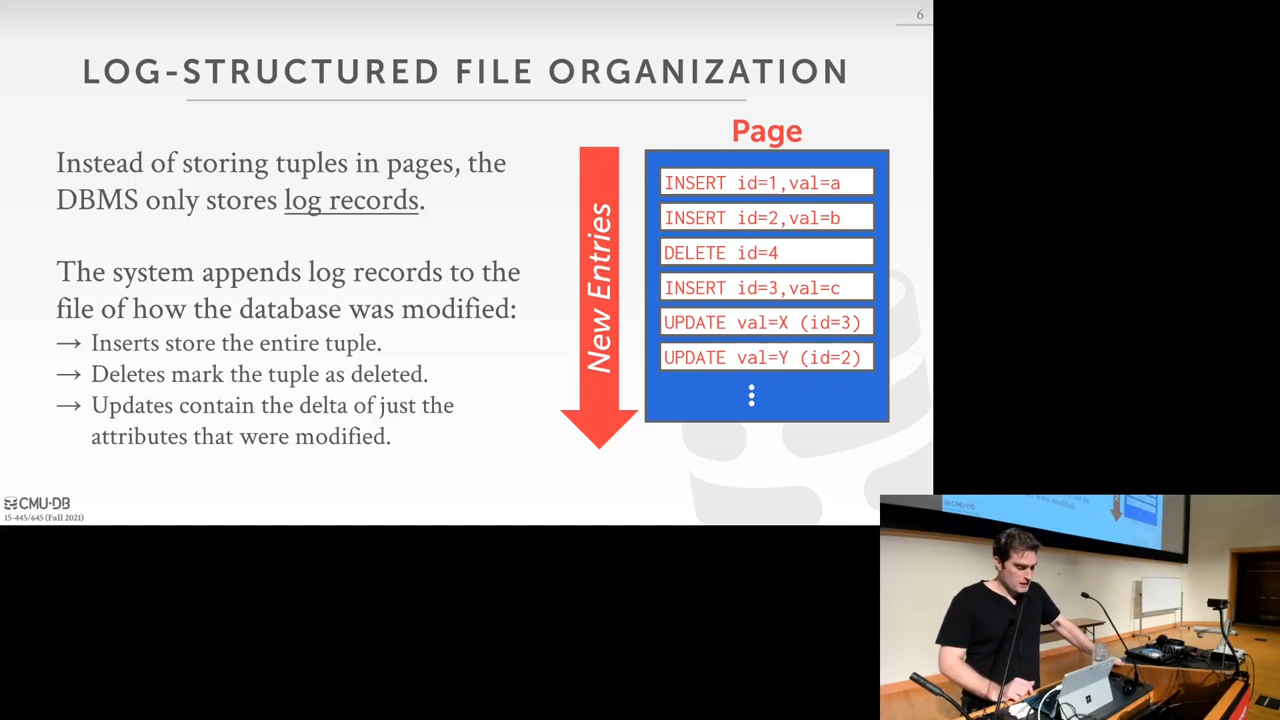 6
LOG-STRUCTURED FILE ORGANIZATION
Instead of storing tuples in pages, the
DBMS only stores log records.
The system appends log records to the
file of how the database was modified:
→ Inserts store the entire tuple.
→ Deletes mark the tuple as deleted.
→ Updates contain the delta of just the
attributes that were modified.
New Entries
Page
INSERT id=1,val=a
INSERT id=2,val=b
DELETE id=4
INSERT id=3,val=c
UPDATE val=X (id=3)
UPDATE val=Y (id=2)
CMU·DB
15-445/645 (Fall 2021)